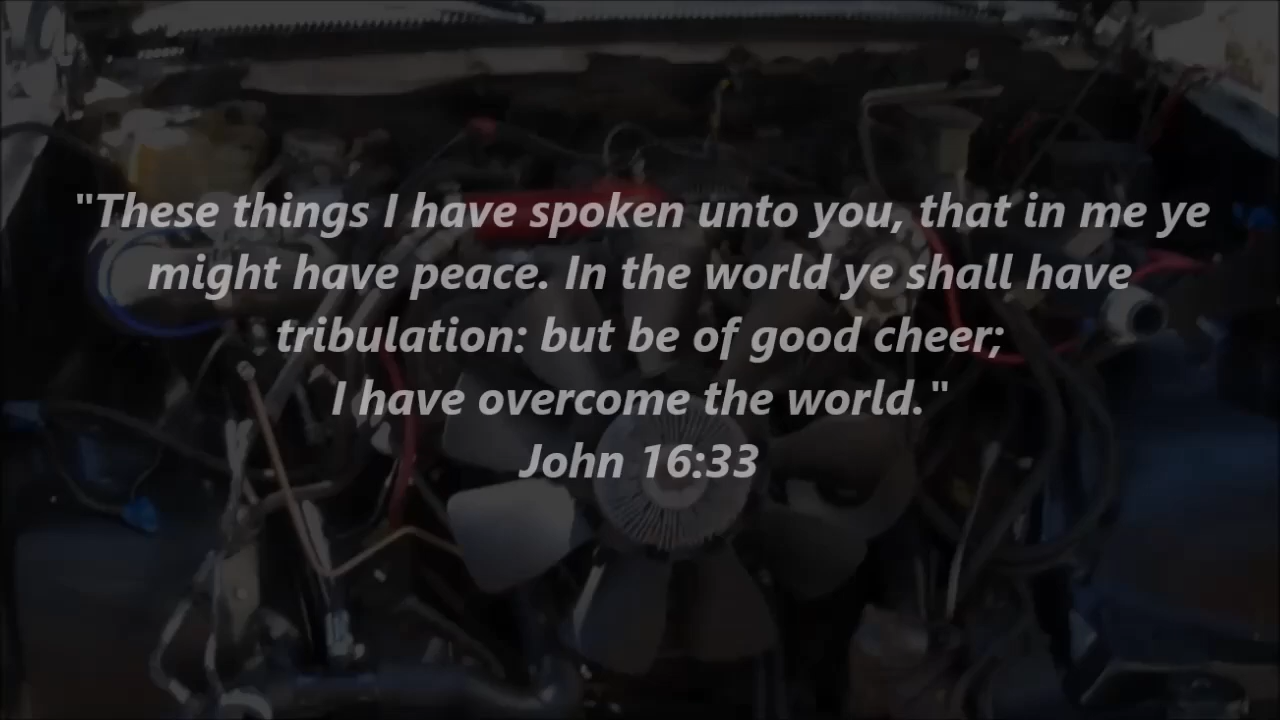 "These things I have spoken unto you, that in me ye
might have peace. In the world ye shall have
tribulation: but be of good cheer;
I have overcome the world."
John 16:33